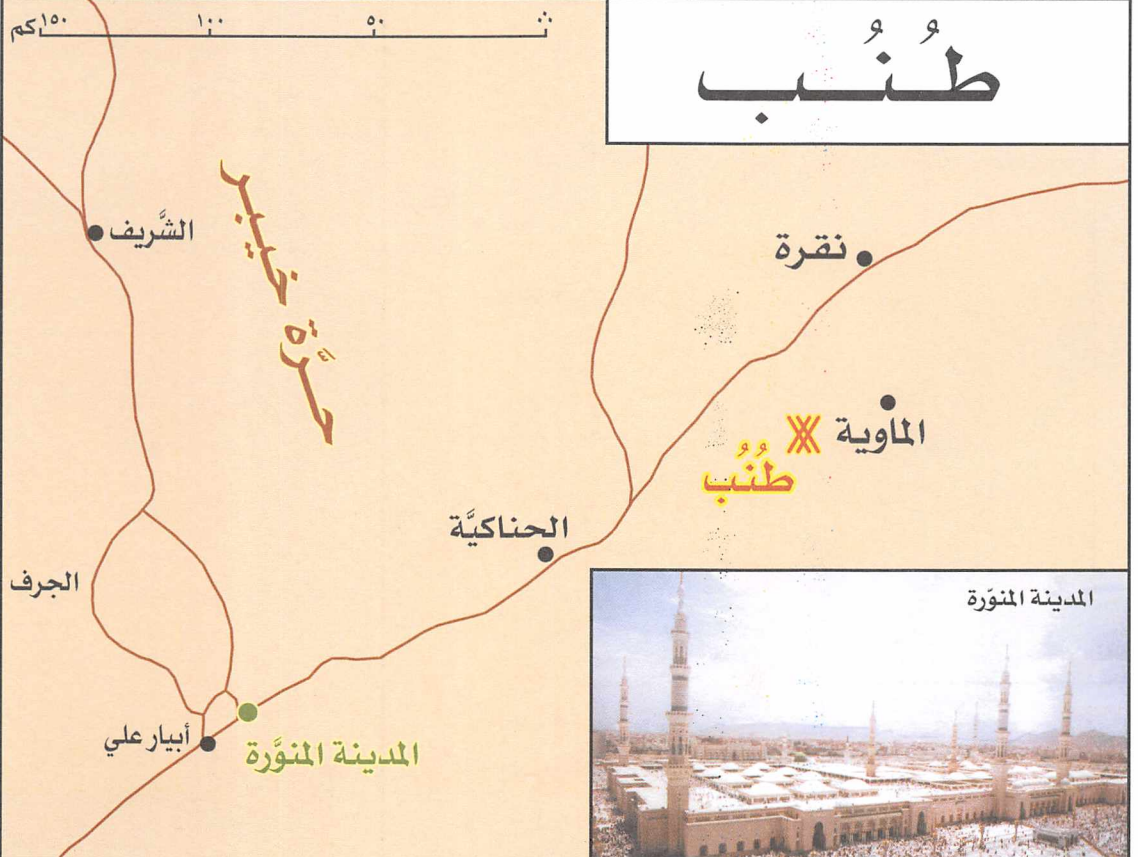 طُنُب
١٥٠كم ١٠٠ ٥٠
الشَّريف
حرَّة خيبر
نقرة
الماوية
طُنُب
الحناكيَّة
الجرف
أبيار علي
المدينة المنوَّرة
المدينة المنوّرة